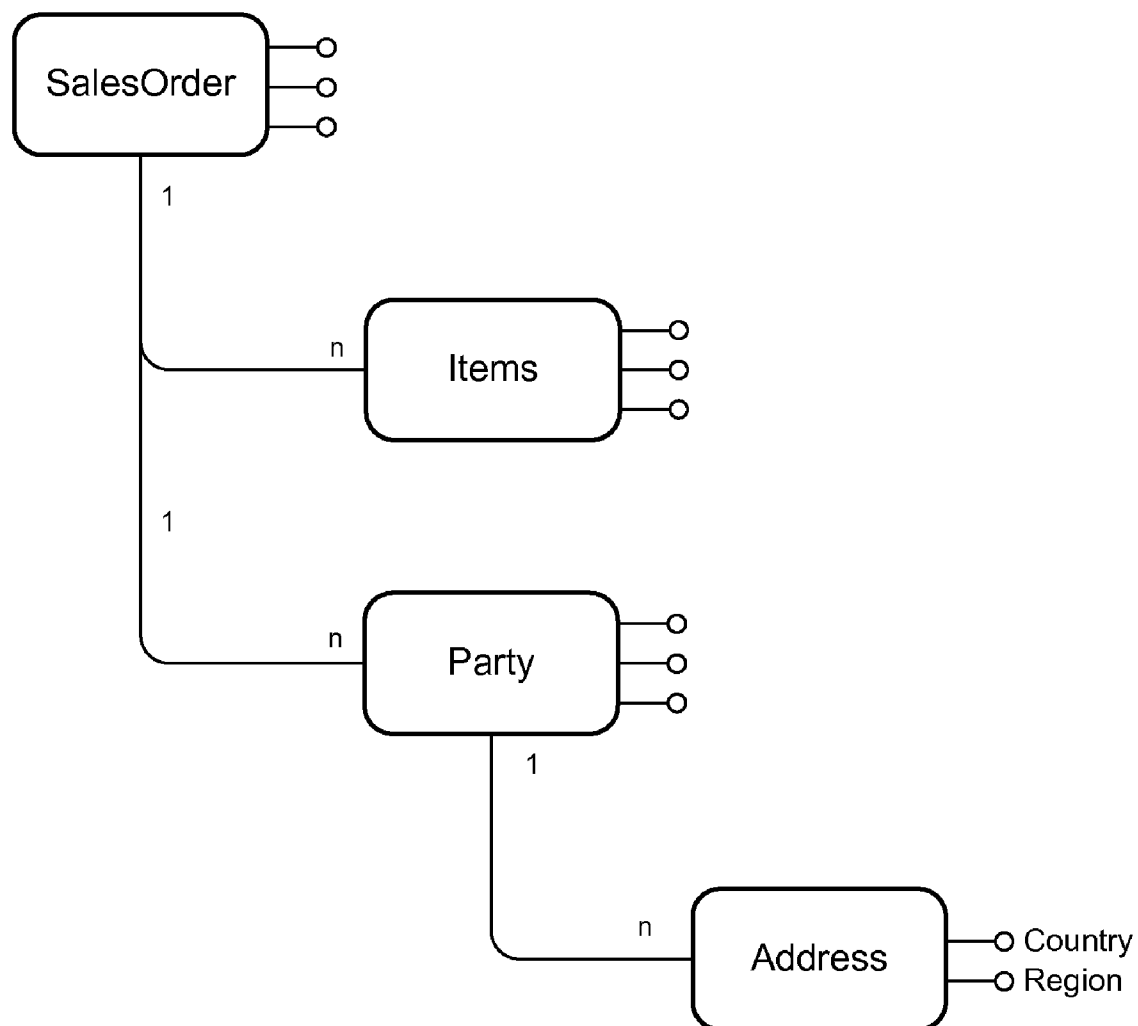 SalesOrder
1
n
Items
1
n
Party
1
n
Address
Country
Region